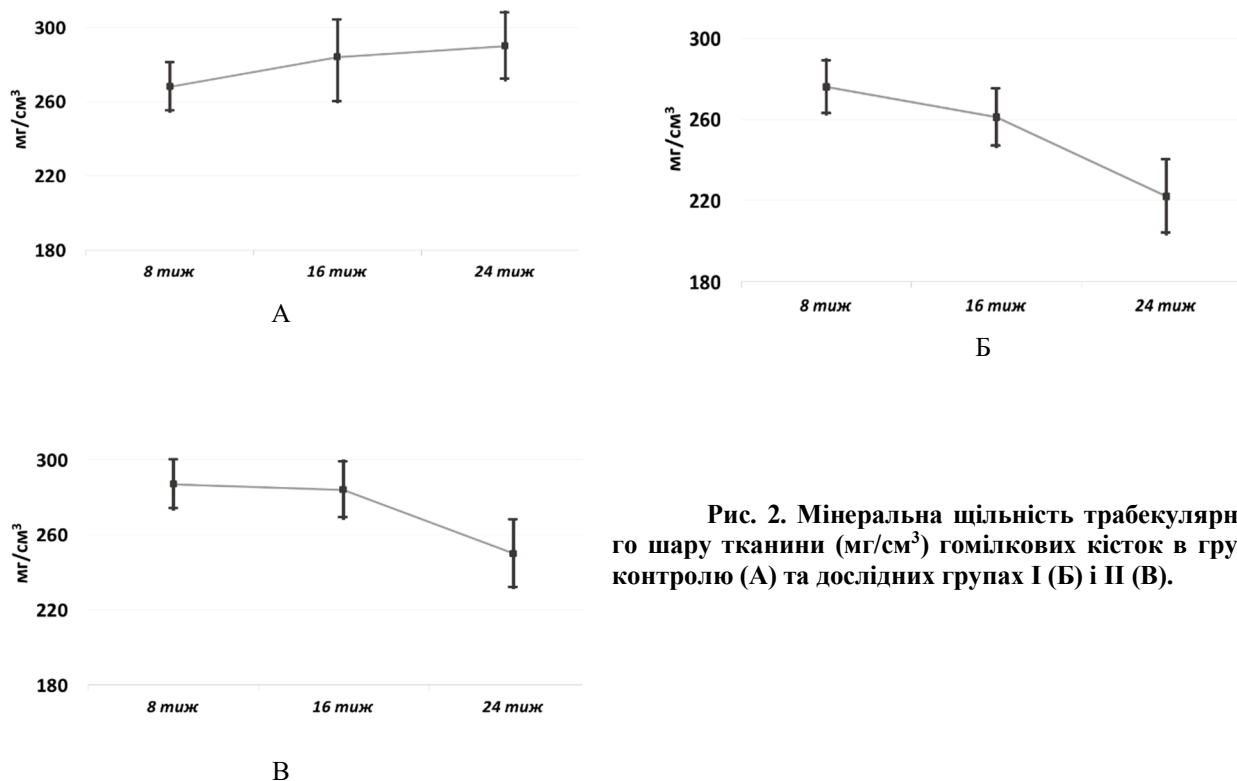 300
260
220
180
мг/см³
8 тиж 16 тиж 24 тиж
А
300
260
220
180
мг/см³
8 тиж 16 тиж 24 тиж
Б
300
260
220
180
мг/см³
8 тиж 16 тиж 24 тиж
В
Рис. 2. Мінеральна щільність трабекулярн
го шару тканини (мг/см³) гомілкових кісток в гру
контролю (А) та дослідних групах I (Б) і II (В).